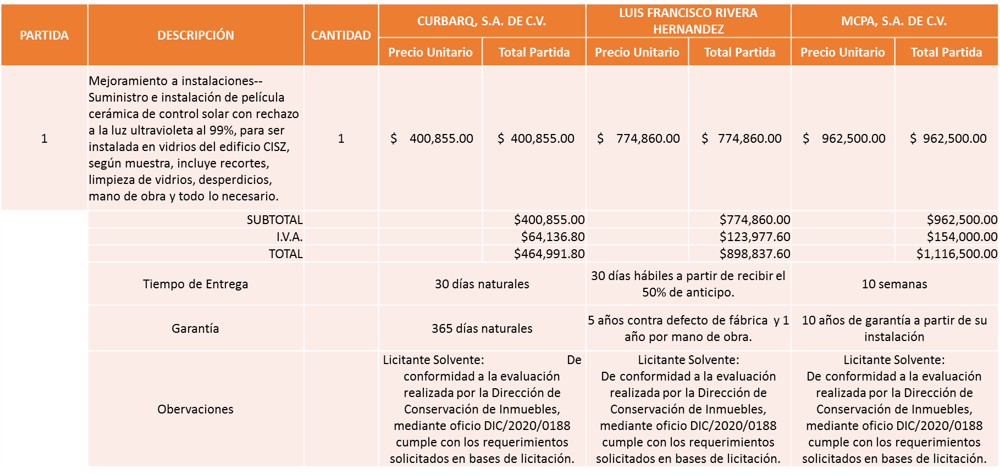 PARTIDA
DESCRIPCIÓN
CANTIDAD
CURBARQ, S.A. DE C.V.
LUIS FRANCISCO RIVERA
HERNANDEZ
MCPA, S.A. DE C.V.
Precio Unitario
Total Partida
Precio Unitario
Total Partida
Precio Unitario
Total Partida
1
Mejoramiento a instalaciones--
Suministro e instalación de película
cerámica de control solar con rechazo
a la luz ultravioleta al 99%, para ser
instalada en vidrios del edificio CISZ,
según muestra, incluye recortes,
limpieza de vidrios, desperdicios,
mano de obra y todo lo necesario.
1
$ 400,855.00
$ 400,855.00
$ 774,860.00
$ 774,860.00
$ 962,500.00
$ 962,500.00
SUBTOTAL
$400,855.00
$774,860.00
$962,500.00
I.V.A.
$64,136.80
$123,977.60
$154,000.00
TOTAL
$464,991.80
$898,837.60
$1,116,500.00
Tiempo de Entrega
30 días naturales
30 días hábiles a partir de recibir el
50% de anticipo.
10 semanas
Garantía
365 días naturales
5 años contra defecto de fábrica y 1
año por mano de obra.
10 años de garantía a partir de su
instalación
Obervaciones
Licitante Solvente: De
conformidad a la evaluación
realizada por la Dirección de
Conservación de Inmuebles,
mediante oficio DIC/2020/0188
cumple con los requerimientos
solicitados en bases de licitación.
Licitante Solvente:
De conformidad a la evaluación
realizada por la Dirección de
Conservación de Inmuebles,
mediante oficio DIC/2020/0188
cumple con los requerimientos
solicitados en bases de licitación.
Licitante Solvente:
De conformidad a la evaluación
realizada por la Dirección de
Conservación de Inmuebles,
mediante oficio DIC/2020/0188
cumple con los requerimientos
solicitados en bases de licitación.